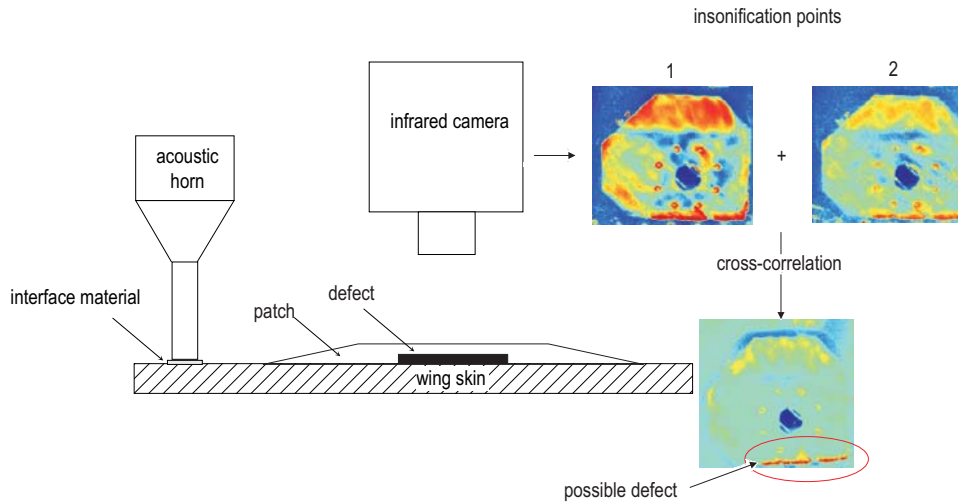 insonification points
1
2
infrared camera
acoustic
horn
+
cross-correlation
interface material
defect
patch
wing skin
possible defect